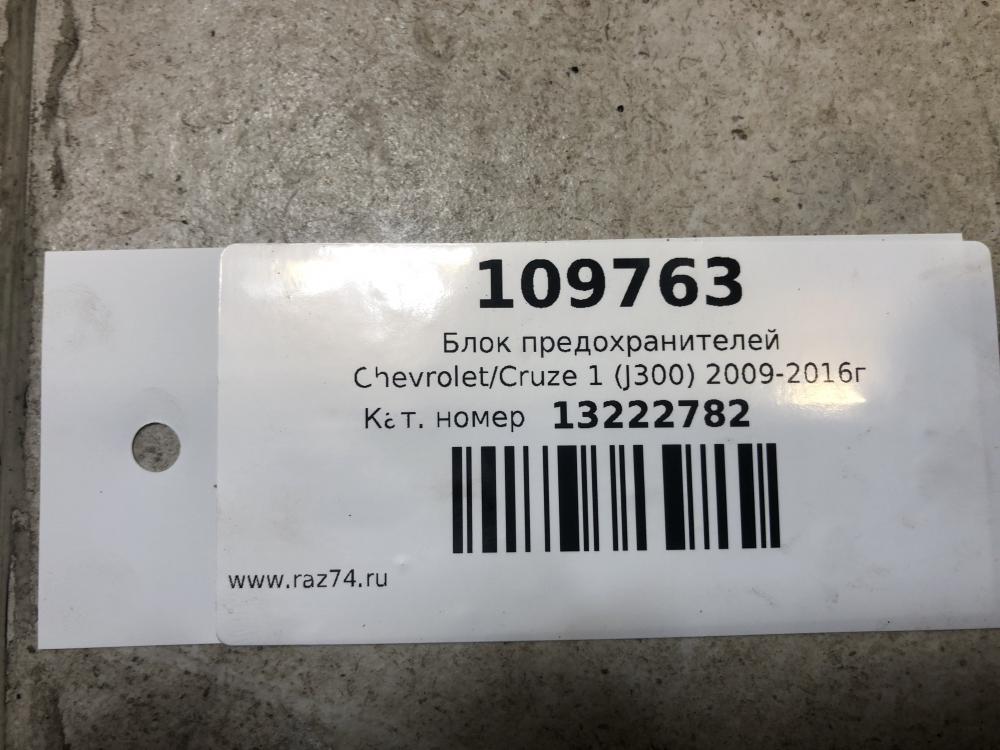 109763
Блок предохранителей
Chevrolet/Cruze 1 (J300) 2009-2016г
Кат. номер 13222782
www.raz74.ru